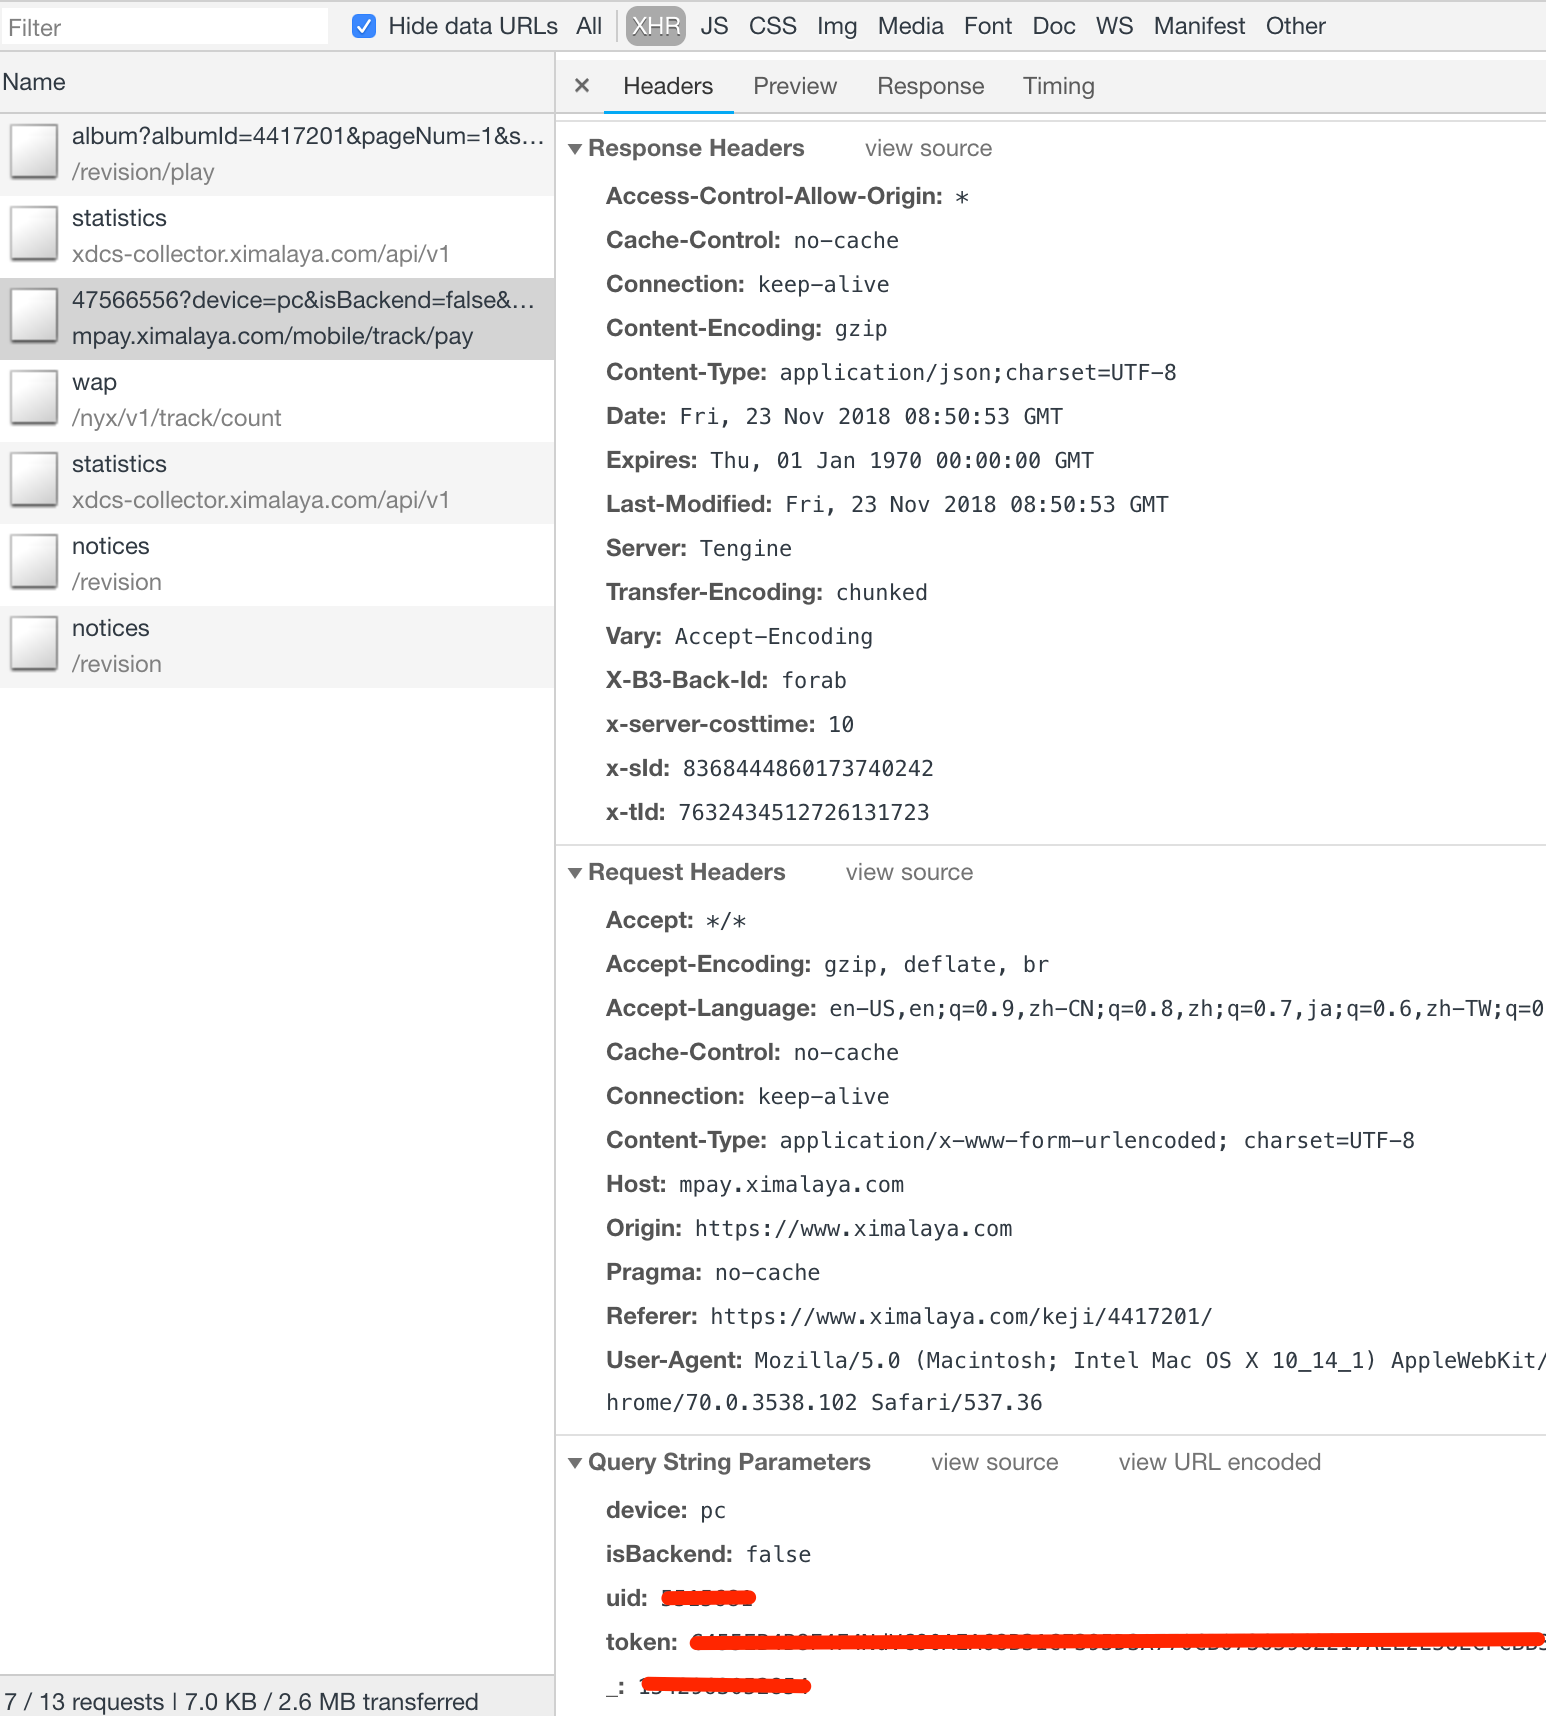 Filter
Hide data URLs All XHR JS CSS Img Media Font Doc WS Manifest Other
Name
album?albumId=4417201&pageNum=1&s...
/revision/play
statistics
xdcs-collector.ximalaya.com/api/v1
47566556?device=pc&isBackend=false&...
mpay.ximalaya.com/mobile/track/pay
wap
/nyx/v1/track/count
statistics
xdcs-collector.ximalaya.com/api/v1
notices
/revision
notices
/revision
7 / 13 requests | 7.0 KB / 2.6 MB transferred
× Headers Preview Response Timing
Response Headers view source
Access-Control-Allow-Origin: *
Cache-Control: no-cache
Connection: keep-alive
Content-Encoding: gzip
Content-Type: application/json;charset=UTF-8
Date: Fri, 23 Nov 2018 08:50:53 GMT
Expires: Thu, 01 Jan 1970 00:00:00 GMT
Last-Modified: Fri, 23 Nov 2018 08:50:53 GMT
Server: Tengine
Transfer-Encoding: chunked
Vary: Accept-Encoding
X-B3-Back-Id: forab
x-server-costtime: 10
x-sId: 8368444860173740242
x-tId: 7632434512726131723
Request Headers view source
Accept: */*
Accept-Encoding: gzip, deflate, br
Accept-Language: en-US,en;q=0.9,zh-CN;q=0.8,zh;q=0.7,ja;q=0.6,zh-TW;q=0
Cache-Control: no-cache
Connection: keep-alive
Content-Type: application/x-www-form-urlencoded; charset=UTF-8
Host: mpay.ximalaya.com
Origin: https://www.ximalaya.com
Pragma: no-cache
Referer: https://www.ximalaya.com/keji/4417201/
User-Agent: Mozilla/5.0 (Macintosh; Intel Mac OS X 10_14_1) AppleWebKit/
hrome/70.0.3538.102 Safari/537.36
Query String Parameters view source view URL encoded
device: pc
isBackend: false
uid:
token:
_: